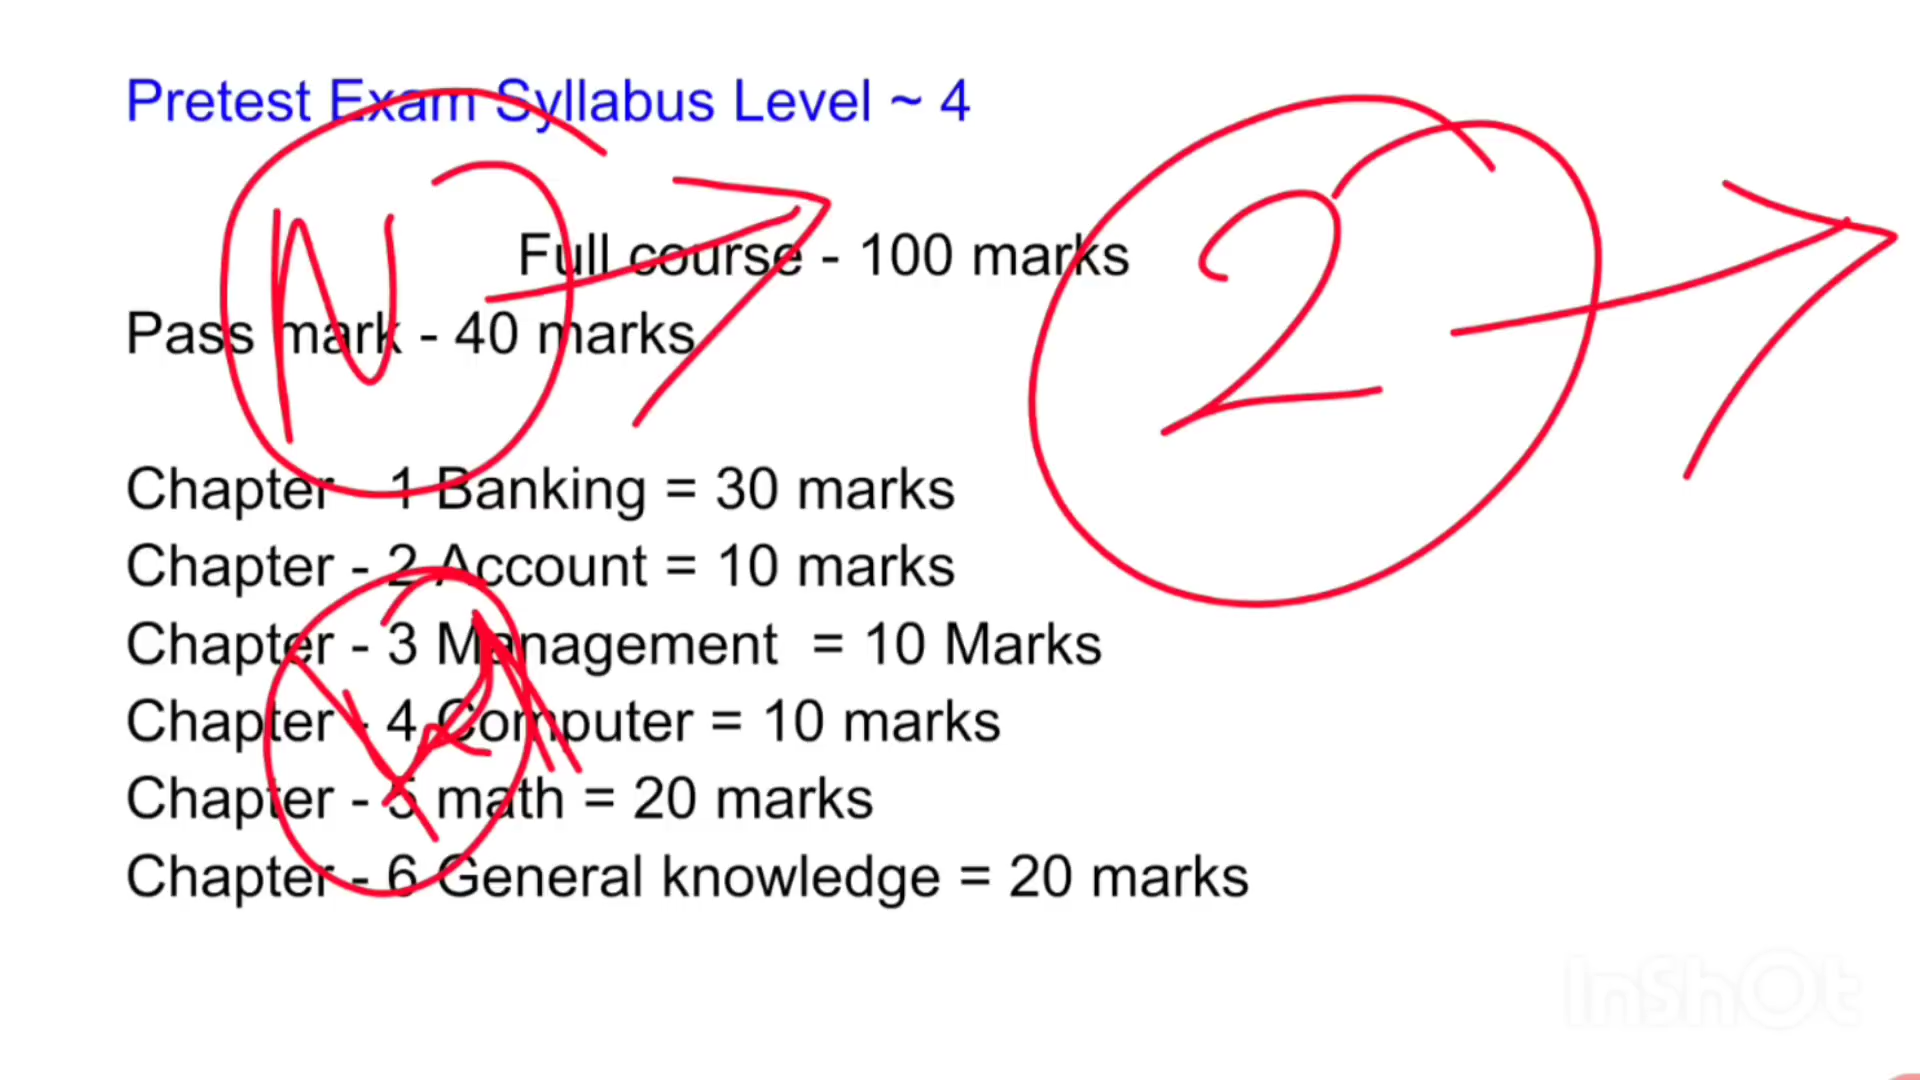 Pretest Exam Syllabus Level ~ 4
N
2
Full course - 100 marks
Pass mark - 40 marks
Chapter - 1 Banking = 30 marks
Chapter - 2 Account = 10 marks
Chapter - 3 Management = 10 Marks
Chapter - 4 Computer = 10 marks
Chapter - 5 math = 20 marks
Chapter - 6 General knowledge = 20 marks
InShOt